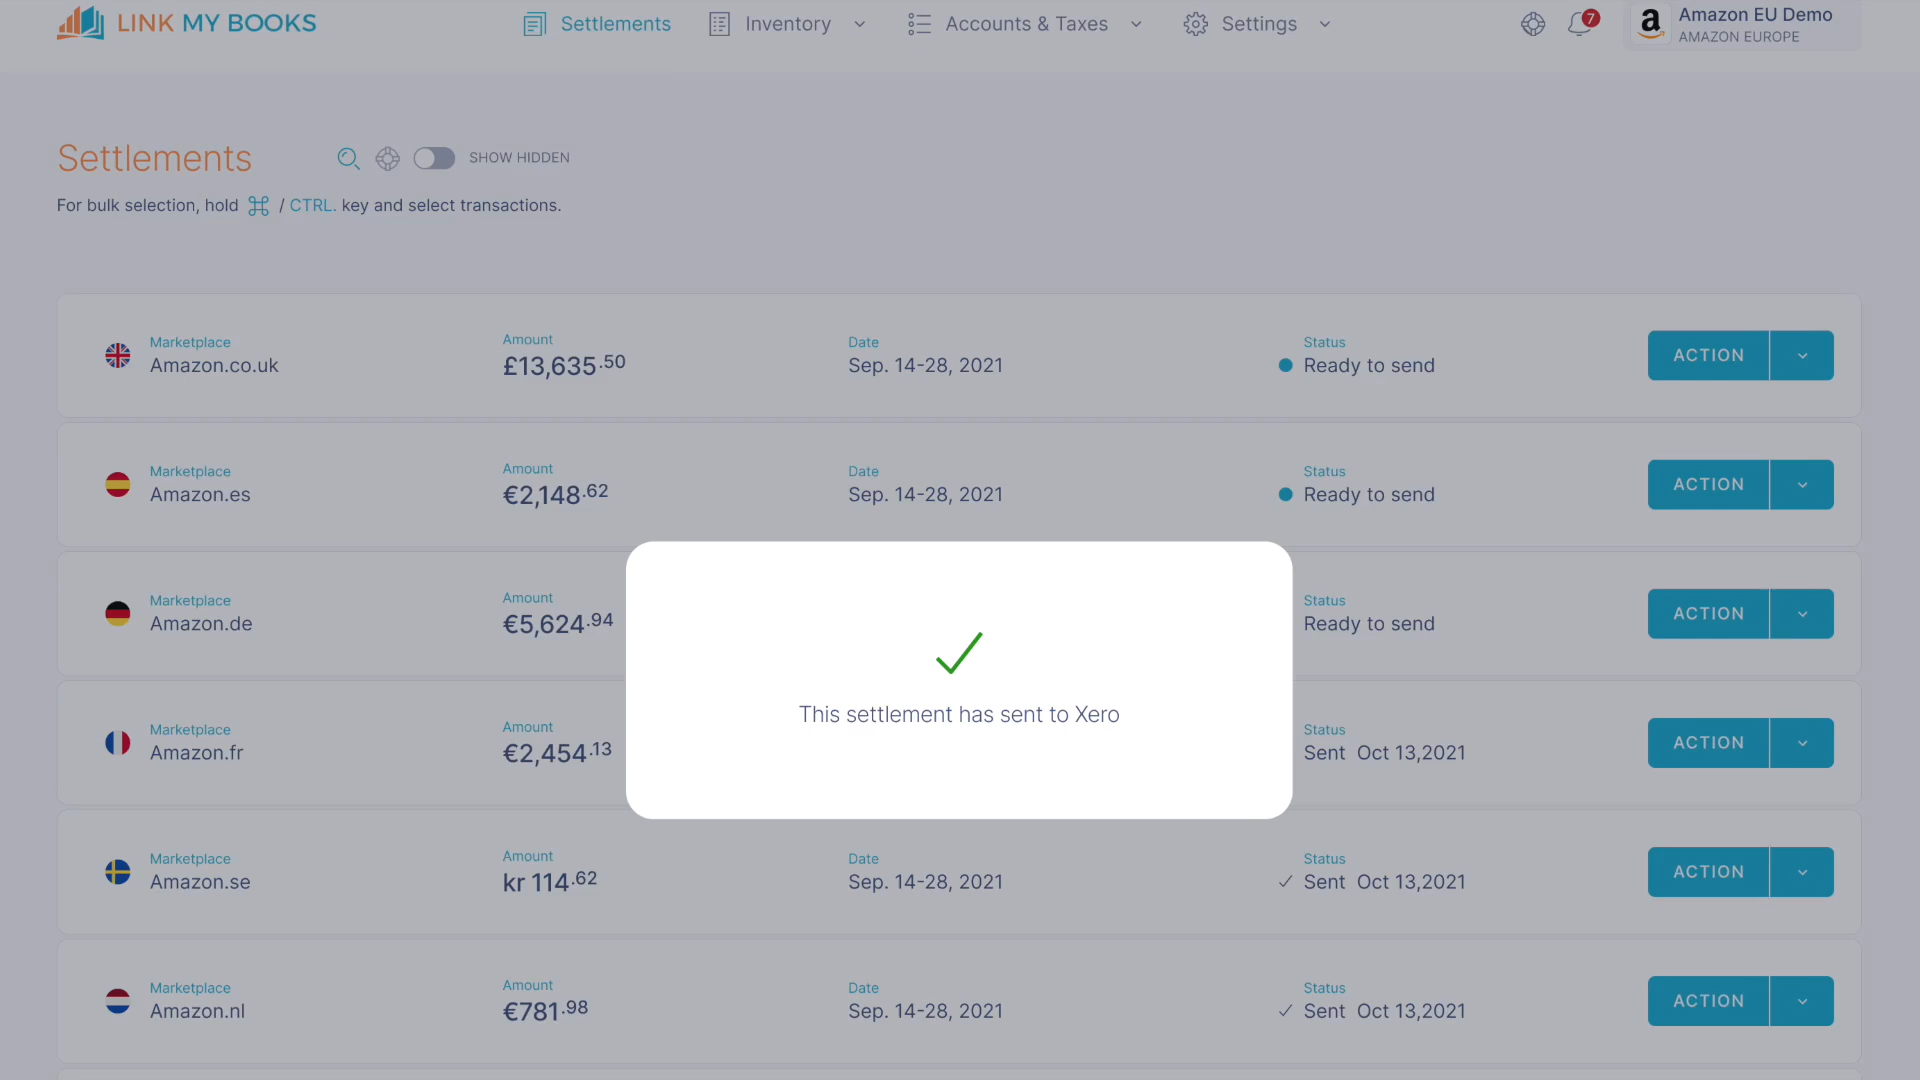 LINK MY BOOKS
Settlements
Inventory
Accounts & Taxes
Settings
7
Amazon EU Demo
AMAZON EUROPE
Settlements
SHOW HIDDEN
For bulk selection, hold ⌘ / CTRL. key and select transactions.
Marketplace
Amazon.co.uk
Amount
£13,635.50
Date
Sep. 14-28, 2021
Status
Ready to send
ACTION
Marketplace
Amazon.es
Amount
€2,148.62
Date
Sep. 14-28, 2021
Status
Ready to send
ACTION
Marketplace
Amazon.de
Amount
€5,624.94
Status
Ready to send
ACTION
This settlement has sent to Xero
Marketplace
Amazon.fr
Amount
€2,454.13
Status
Sent Oct 13,2021
ACTION
Marketplace
Amazon.se
Amount
kr 114.62
Date
Sep. 14-28, 2021
Status
Sent Oct 13,2021
ACTION
Marketplace
Amazon.nl
Amount
€781.98
Date
Sep. 14-28, 2021
Status
Sent Oct 13,2021
ACTION